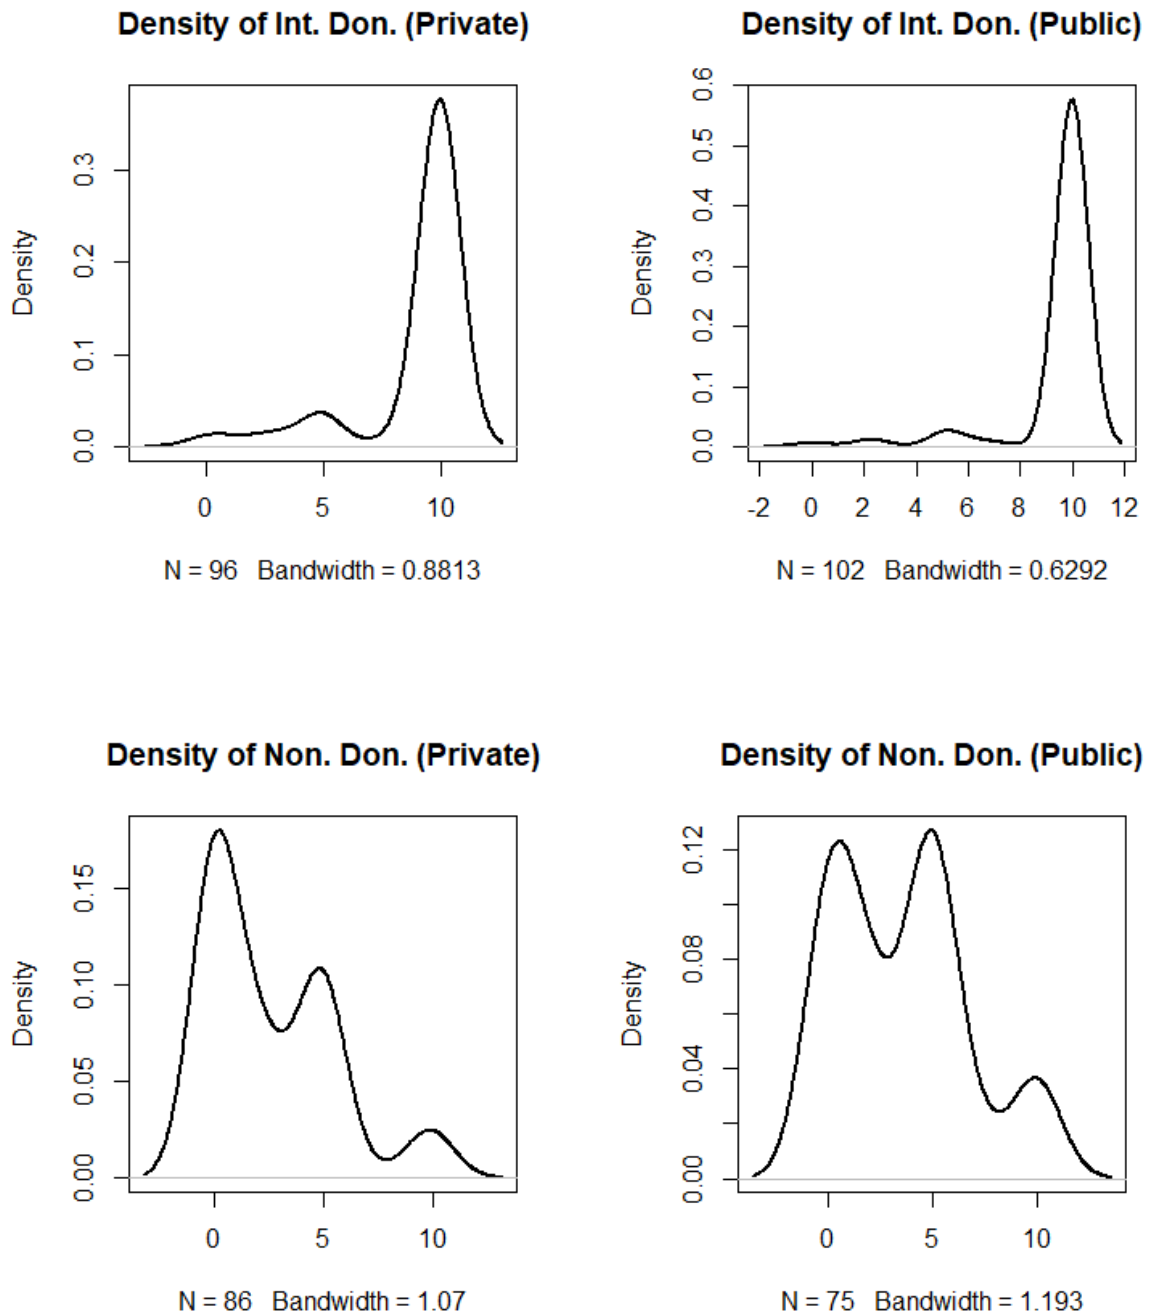 Density of Int. Don. (Private)
Density
0.0 0.1 0.2 0.3
0 5 10
N = 96 Bandwidth = 0.8813
Density of Int. Don. (Public)
Density
0.0 0.1 0.2 0.3 0.4 0.5 0.6
-2 0 2 4 6 8 10 12
N = 102 Bandwidth = 0.6292
Density of Non. Don. (Private)
Density
0.00 0.05 0.10 0.15
0 5 10
N = 86 Bandwidth = 1.07
Density of Non. Don. (Public)
Density
0.00 0.04 0.08 0.12
0 5 10
N = 75 Bandwidth = 1.193